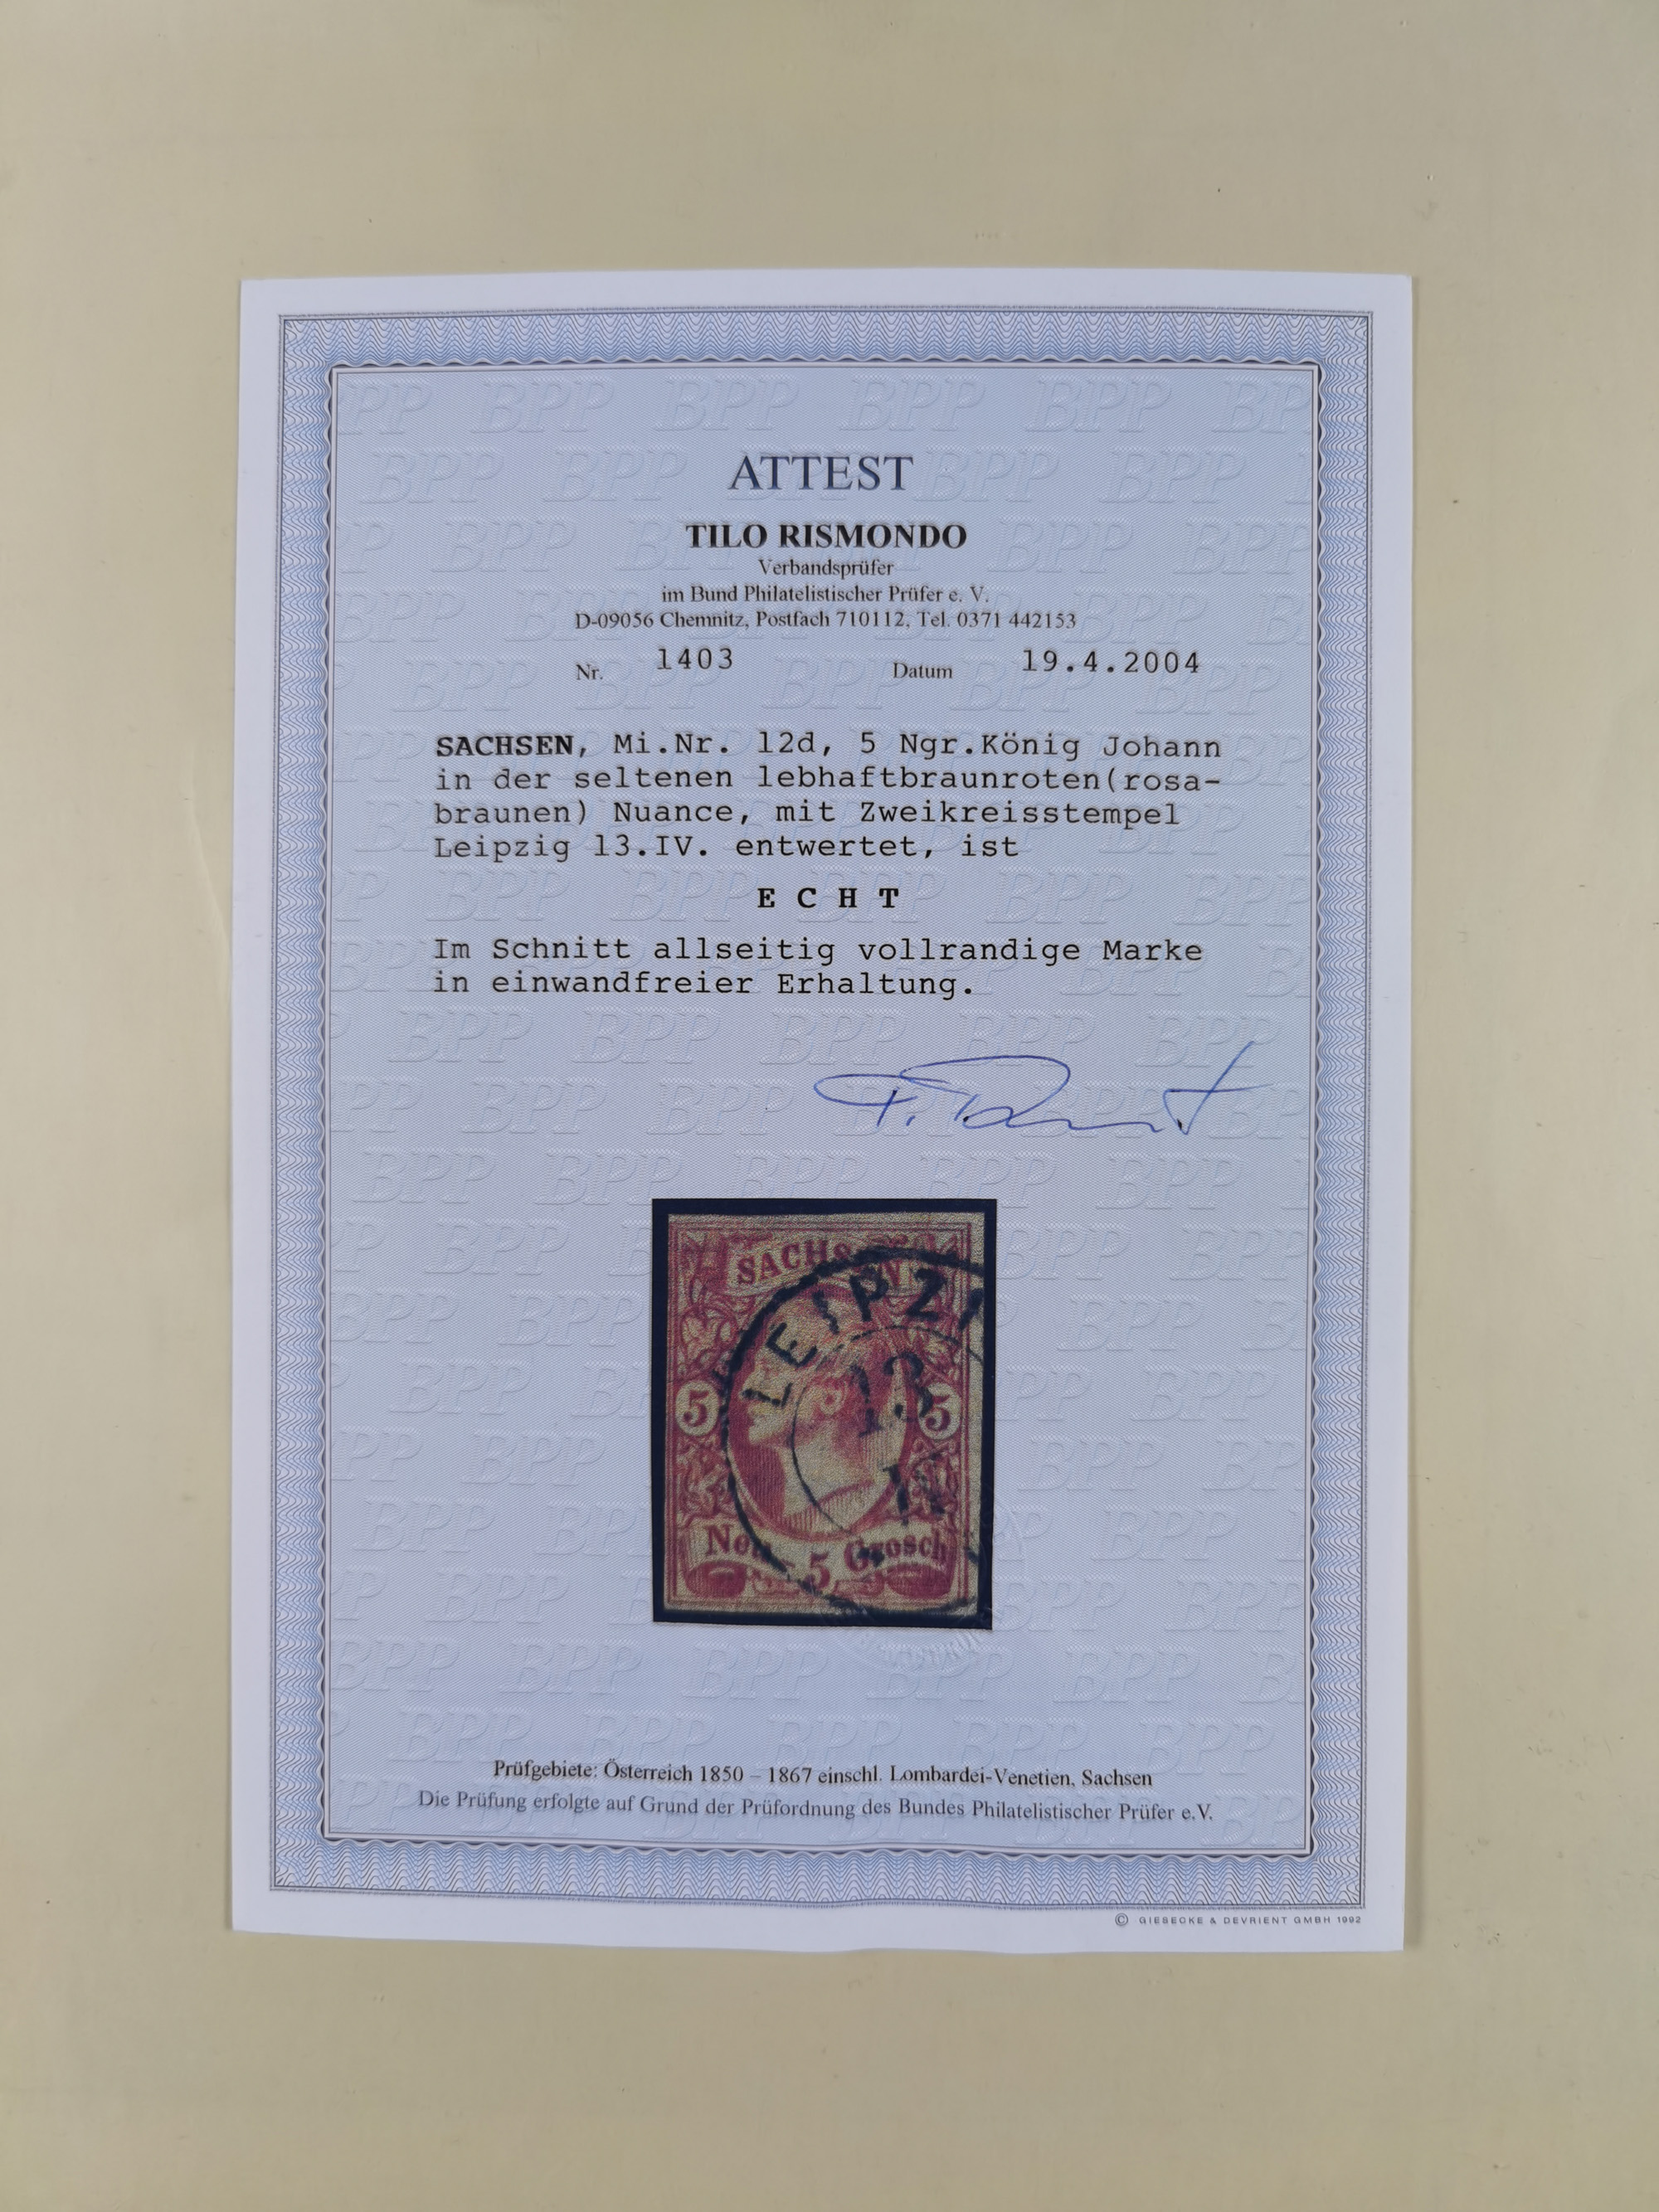 ATTEST
TILO RISMONDO
Verbandsprüfer
im Bund Philatelistischer Prüfer e. V.
D-09056 Chemnitz, Postfach 710112, Tel. 0371 442153
Nr. 1403 Datum 19.4.2004
SACHSEN, Mi.Nr. 12d, 5 Ngr.König Johann
in der seltenen lebhaftbraunroten(rosa-
braunen) Nuance, mit Zweikreisstempel
Leipzig 13.IV. entwertet, ist
E C H T
Im Schnitt allseitig vollrandige Marke
in einwandfreier Erhaltung.
SACHSEN
LEIPZI
13
IV
5 5
Neu 5 Grosch
Prüfgebiete: Österreich 1850 – 1867 einschl. Lombardei-Venetien, Sachsen
Die Prüfung erfolgte auf Grund der Prüfordnung des Bundes Philatelistischer Prüfer e.V.
© GIESECKE & DEVRIENT GMBH 1992